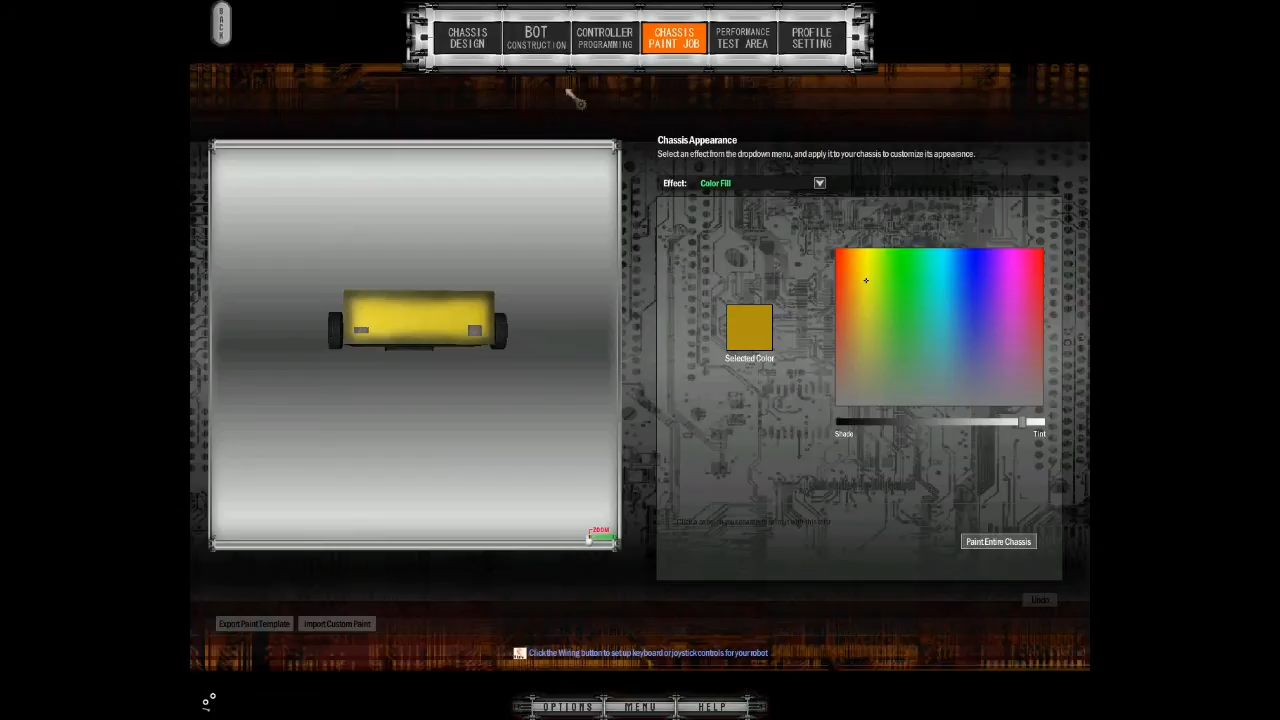 BACK
CHASSIS DESIGN
BOT CONSTRUCTION
CONTROLLER PROGRAMMING
CHASSIS PAINT JOB
PERFORMANCE TEST AREA
PROFILE SETTING
Chassis Appearance
Select an effect from the dropdown menu, and apply it to your chassis to customize its appearance.
Effect: Color Fill
Selected Color
Shade
Tint
ZOOM
Paint Entire Chassis
Undo
Export Paint Template
Import Custom Paint
Click the Wiring button to set up keyboard or joystick controls for your robot
OPTIONS
MENU
HELP